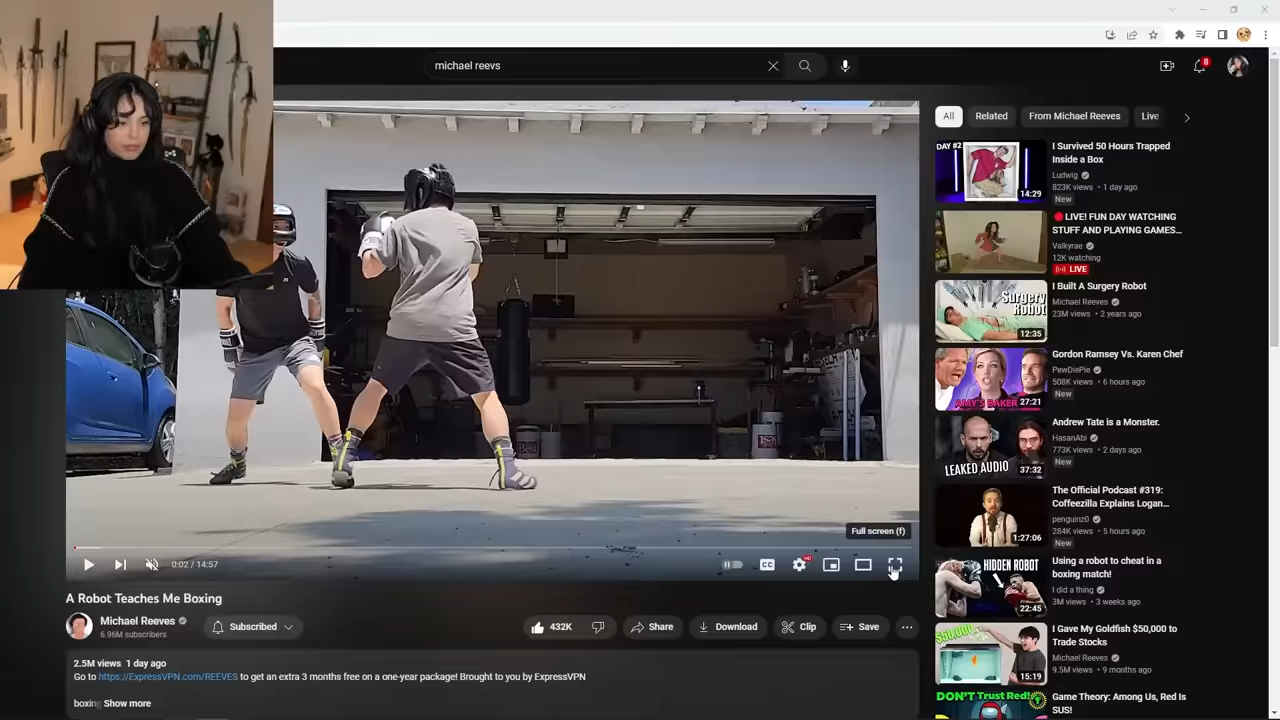 michael reevs
8
All
Related
From Michael Reeves
Live
DAY #2
14:29
I Survived 50 Hours Trapped
Inside a Box
Ludwig
823K views • 1 day ago
New
LIVE! FUN DAY WATCHING
STUFF AND PLAYING GAMES...
Valkyrae
12K watching
LIVE
Surgery
Robot
12:35
I Built A Surgery Robot
Michael Reeves
23M views • 2 years ago
AMY'S BAKER
27:21
Gordon Ramsey Vs. Karen Chef
PewDiePie
508K views • 6 hours ago
New
LEAKED AUDIO
37:32
Andrew Tate is a Monster.
HasanAbi
773K views • 2 days ago
New
1:27:06
The Official Podcast #319:
Coffeezilla Explains Logan...
penguinz0
284K views • 5 hours ago
New
HIDDEN ROBOT
22:45
Using a robot to cheat in a
boxing match!
I did a thing
3M views • 3 weeks ago
$50,000
15:19
I Gave My Goldfish $50,000 to
Trade Stocks
Michael Reeves
9.5M views • 9 months ago
DON'T Trust Red!
Game Theory: Among Us, Red Is
SUS!
Full screen (f)
0:02 / 14:57
CC
HD
A Robot Teaches Me Boxing
Michael Reeves
6.96M subscribers
Subscribed
432K
Share
Download
Clip
Save
2.5M views 1 day ago
Go to https://ExpressVPN.com/REEVES to get an extra 3 months free on a one-year package! Brought to you by ExpressVPN
boxing Show more